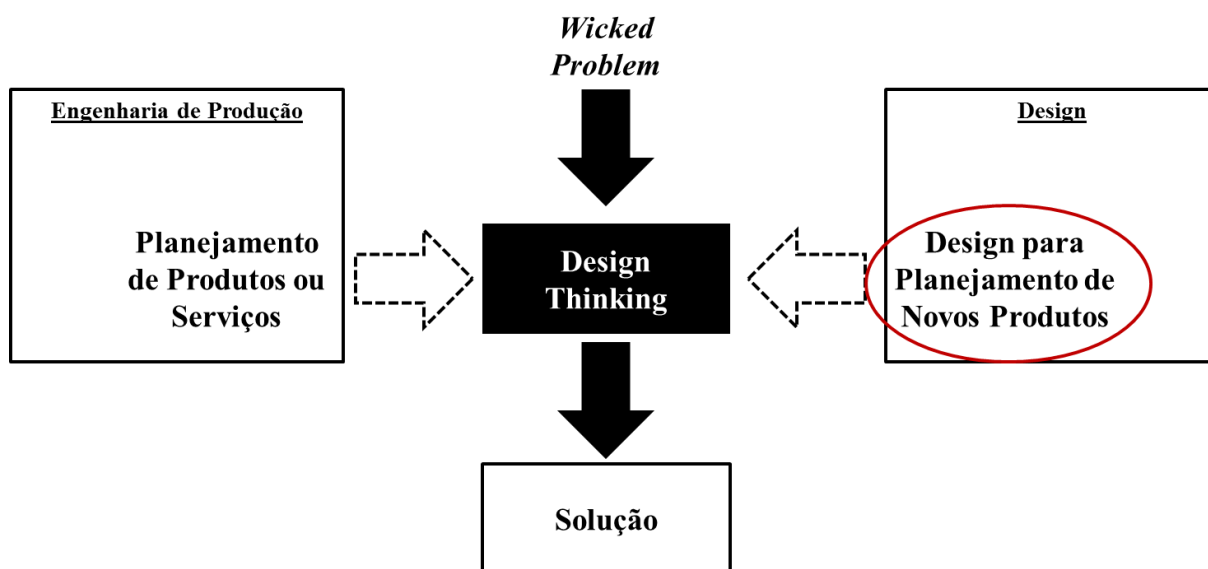 Wicked
Problem
Engenharia de Produção
Planejamento
de Produtos ou
Serviços
Design
Thinking
Design
Design para
Planejamento de
Novos Produtos
Solução